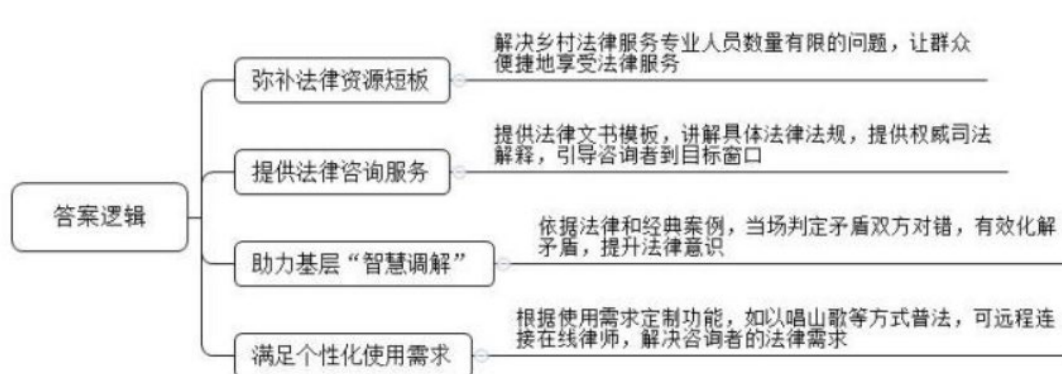 答案逻辑
弥补法律资源短板
解决乡村法律服务专业人员数量有限的问题，让群众
便捷地享受法律服务
提供法律咨询服务
提供法律文书模板，讲解具体法律法规，提供权威司法
解释，引导咨询者到目标窗口
助力基层“智慧调解”
依据法律和经典案例，当场判定矛盾双方对错，有效化解
矛盾，提升法律意识
满足个性化使用需求
根据使用需求定制功能，如以唱山歌等方式普法，可远程连
接在线律师，解决咨询者的法律需求